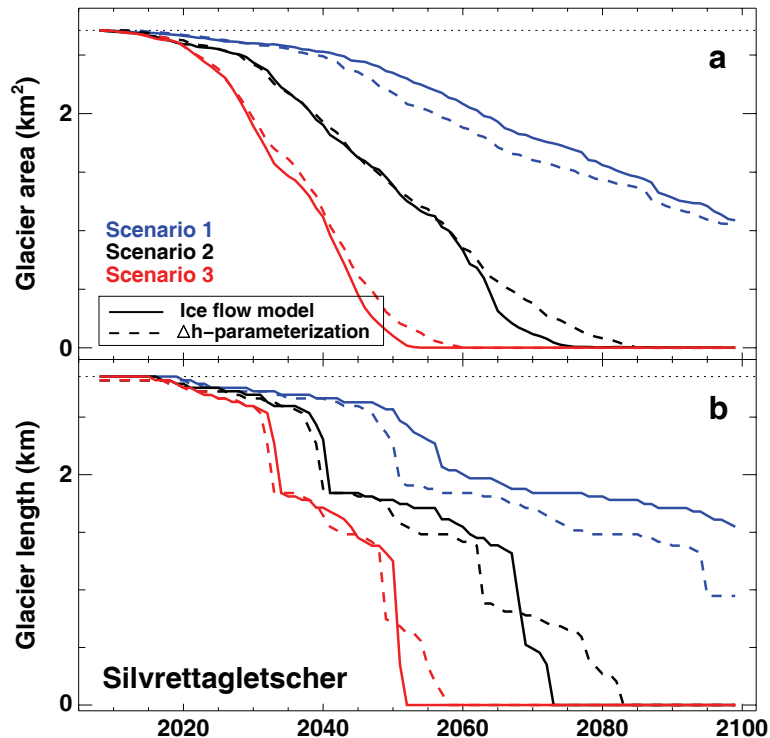 a
Glacier area (km2)
2
0
Scenario 1
Scenario 2
Scenario 3
Ice flow model
Δh-parameterization
b
Glacier length (km)
2
0
Silvrettagletscher
2020 2040 2060 2080 2100